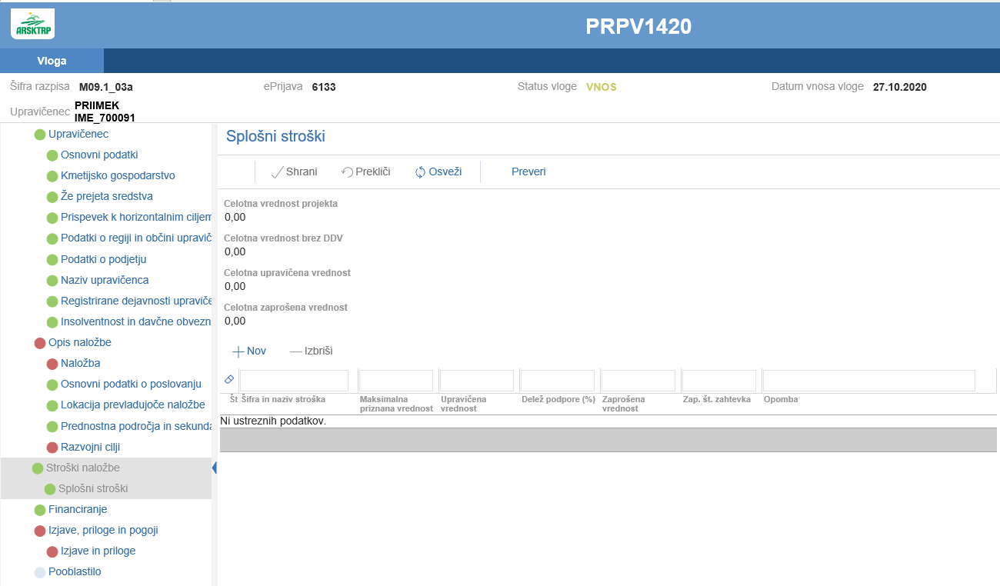 ARSKTRP
PRPV1420
Vloga
Šifra razpisa M09.1_03a ePrijava 6133 Status vloge VNOS Datum vnosa vloge 27.10.2020
Upravičenec PRIIMEK
IME_700091
Upravičenec
Osnovni podatki
Kmetijsko gospodarstvo
Že prejeta sredstva
Prispevek k horizontalnim ciljem
Podatki o regiji in občini upravič
Podatki o podjetju
Naziv upravičenca
Registrirane dejavnosti upraviče
Insolventnost in davčne obvezn
Opis naložbe
Naložba
Osnovni podatki o poslovanju
Lokacija prevladujoče naložbe
Prednostna področja in sekunda
Razvojni cilji
Stroški naložbe
Splošni stroški
Financiranje
Izjave, priloge in pogoji
Izjave in priloge
Pooblastilo
Splošni stroški
Shrani Prekliči Osveži Preveri
Celotna vrednost projekta
0,00
Celotna vrednost brez DDV
0,00
Celotna upravičena vrednost
0,00
Celotna zaprošena vrednost
0,00
Nov Izbriši
Št Šifra in naziv stroška Maksimalna Upravičena Delež podpore (%) Zaprošena Zap. št. zahtevka Opomba
priznana vrednost vrednost vrednost
Ni ustreznih podatkov.